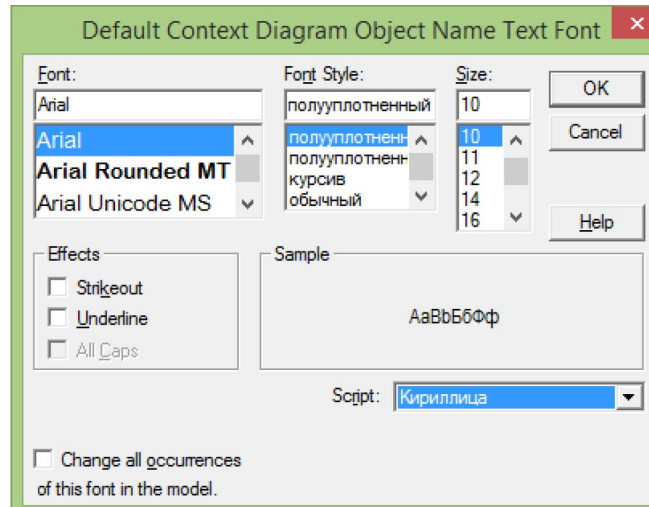 Default Context Diagram Object Name Text Font
Font:
Font Style:
Size:
Arial
полууплотненный
10
OK
Arial
Arial Rounded MT
Arial Unicode MS
полууплотненн
полууплотненн
курсив
обычный
10
11
12
14
16
Cancel
Help
Effects
Strikeout
Underline
All Caps
Sample
AaBbБбФф
Script:
Кириллица
Change all occurrences
of this font in the model.